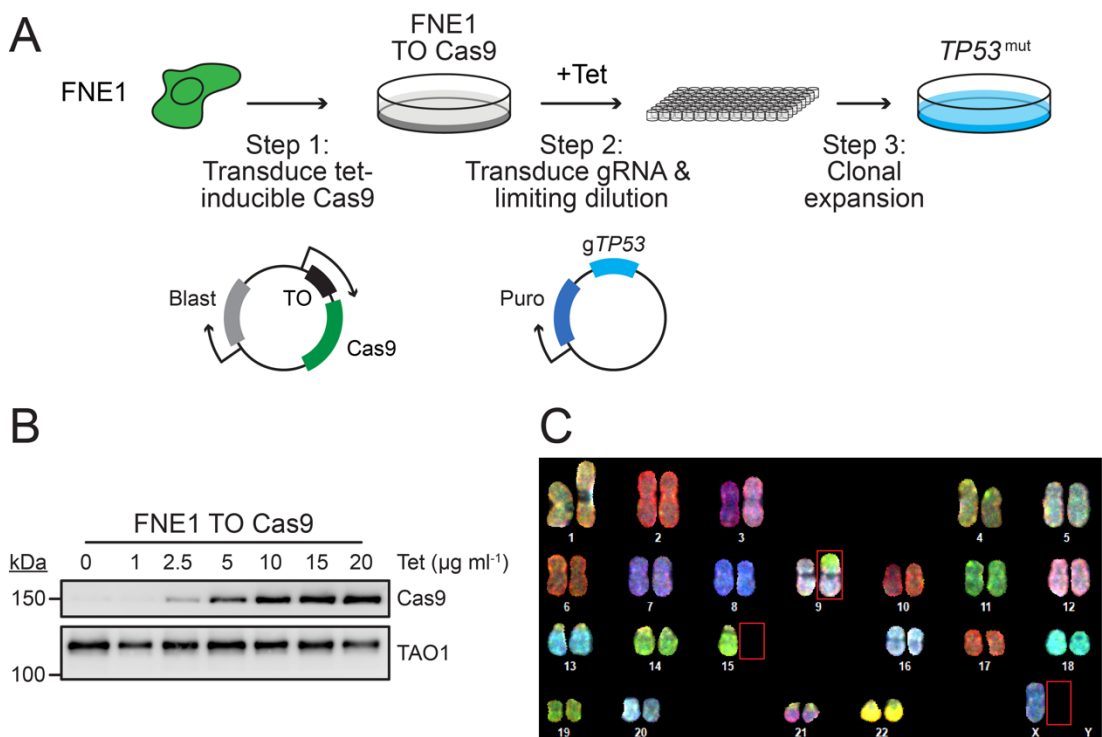 A
FNE1
FNE1
TO Cas9
+Tet
TP53mut
Step 1:
Transduce tet-
inducible Cas9
Step 2:
Transduce gRNA &
limiting dilution
Step 3:
Clonal
expansion
Blast
TO
Cas9
gTP53
Puro
B
FNE1 TO Cas9
kDa 0 1 2.5 5 10 15 20 Tet (µg ml⁻¹)
150 Cas9
100 TAO1
C
1 2 3 4 5
6 7 8 9 10 11 12
13 14 15 16 17 18
19 20 21 22 X Y